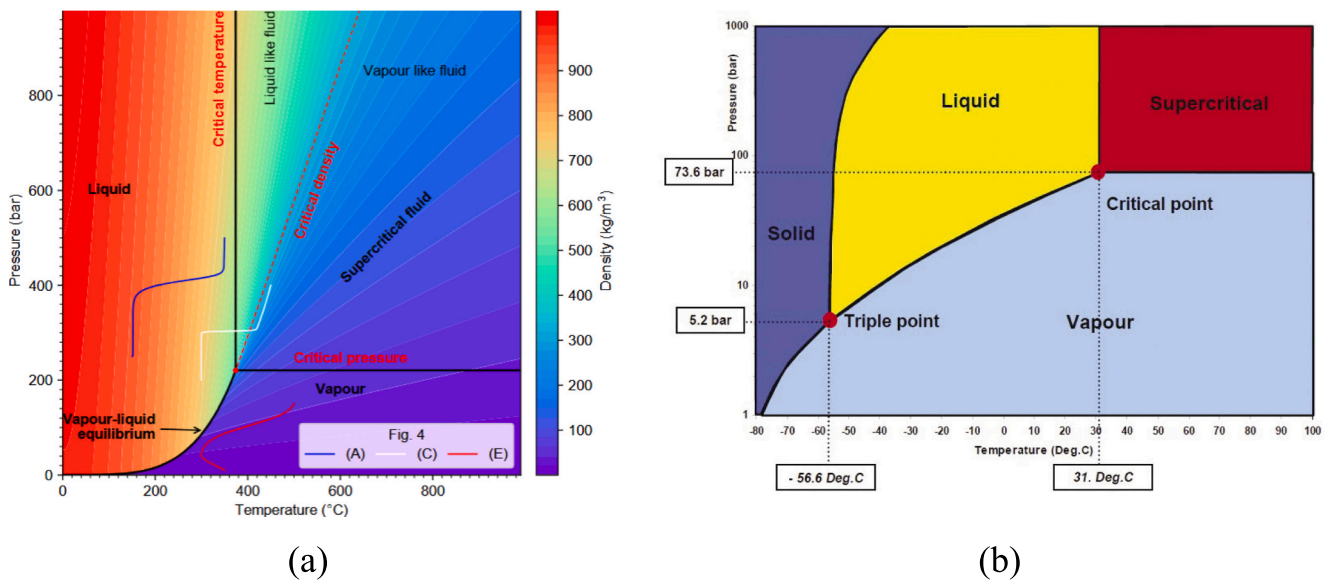 Critical temperature
Liquid like fluid
Vapour like fluid
Critical density
Liquid
Supercritical fluid
Critical pressure
Vapour
Vapour-liquid
equilibrium
Fig. 4
(A) (C) (E)
800
600
400
200
0
Pressure (bar)
0 200 400 600 800
Temperature (°C)
900
800
700
600
500
400
300
200
100
Density (kg/m³)
(a)
1000
100
10
1
Pressure (bar)
73.6 bar
5.2 bar
Solid
Liquid
Supercritical
Critical point
Triple point
Vapour
-80 -70 -60 -50 -40 -30 -20 -10 0 10 20 30 40 50 60 70 80 90 100
Temperature (Deg.C)
- 56.6 Deg.C
31. Deg.C
(b)